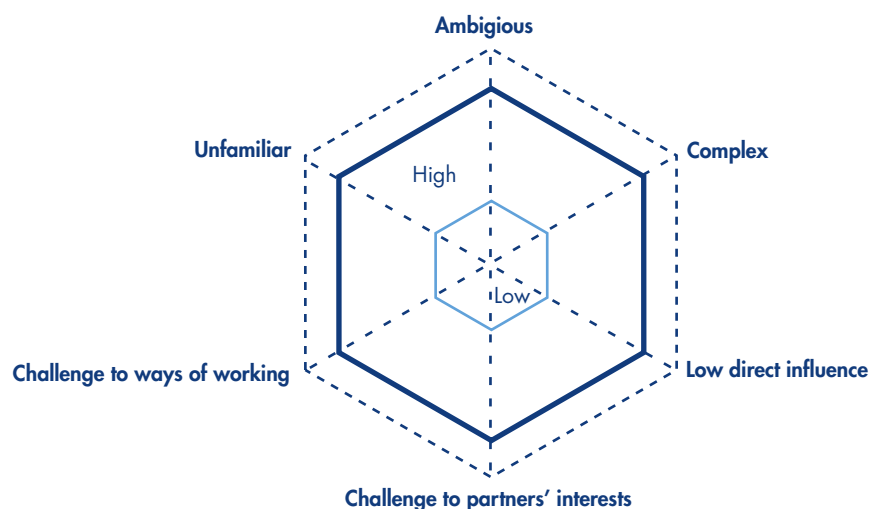 Ambigious
Unfamiliar
Complex
High
Low
Challenge to ways of working
Low direct influence
Challenge to partners’ interests